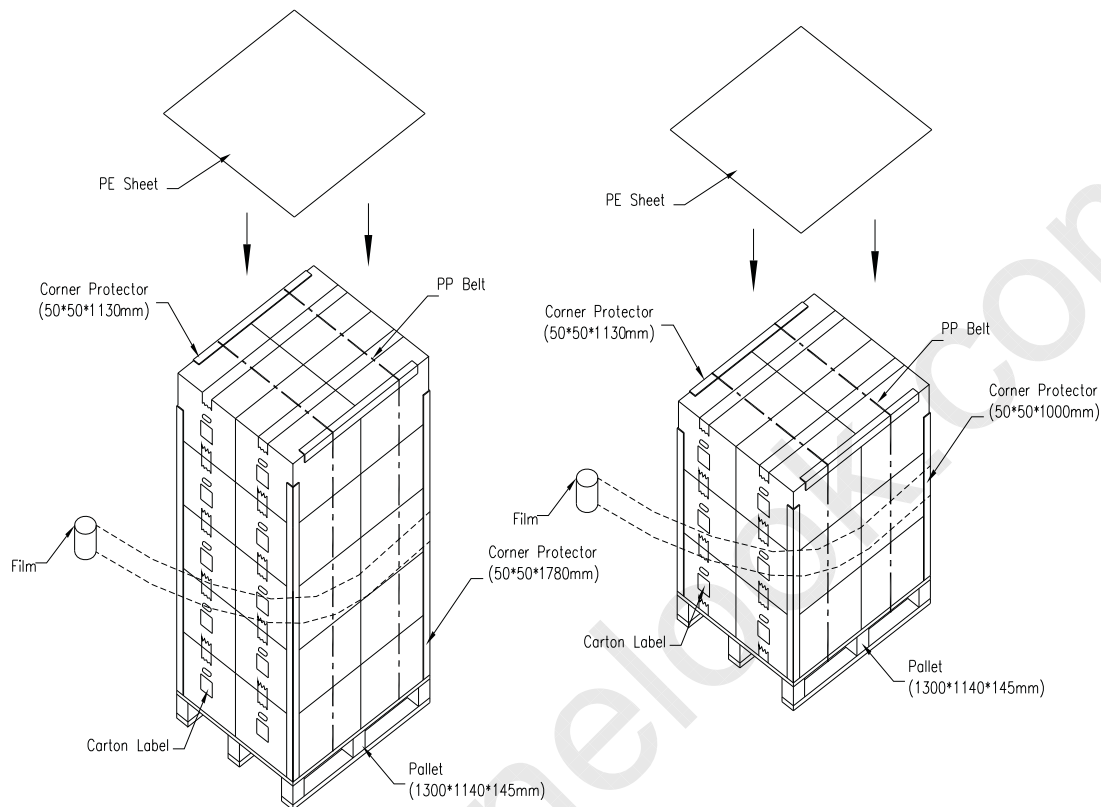 PE Sheet
Corner Protector
(50*50*1130mm)
PP Belt
Film
Corner Protector
(50*50*1780mm)
Carton Label
Pallet
(1300*1140*145mm)
PE Sheet
Corner Protector
(50*50*1130mm)
PP Belt
Corner Protector
(50*50*1000mm)
Film
Carton Label
Pallet
(1300*1140*145mm)
nelook.com